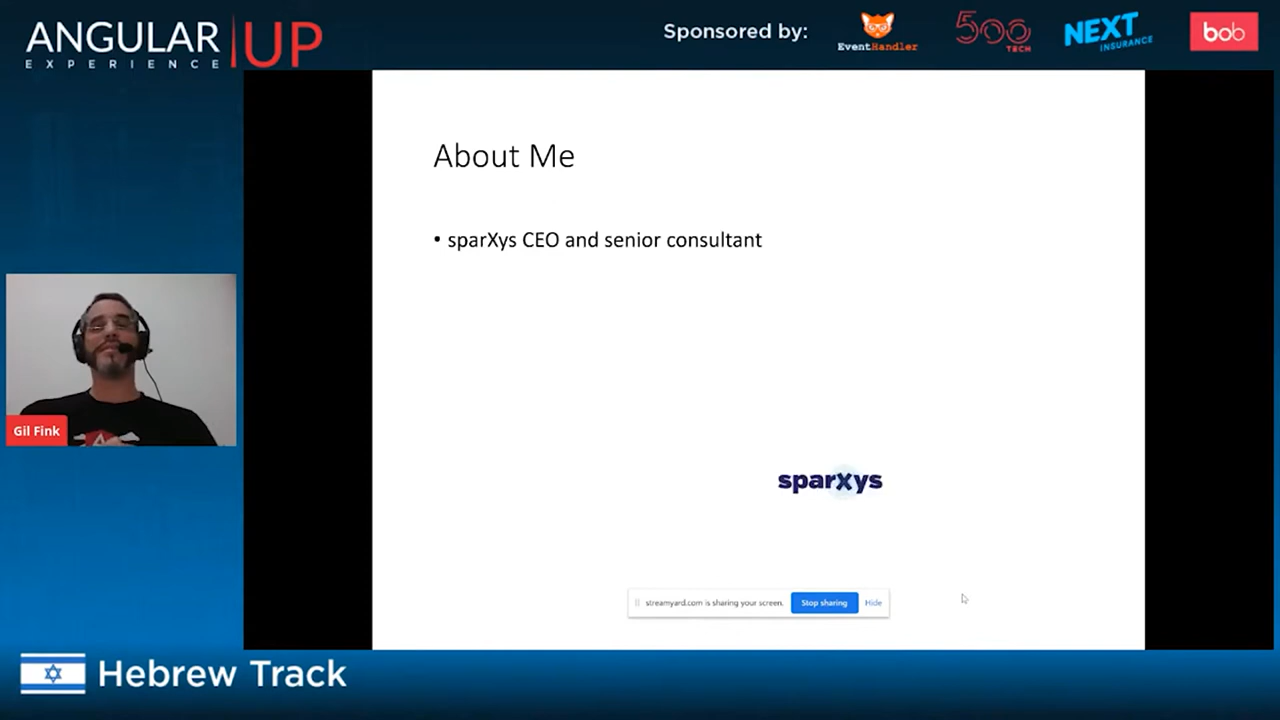 ANGULAR UP
EXPERIENCE
Sponsored by:
EventHandler
500
TECH
NEXT
INSURANCE
bob
About Me
• sparXys CEO and senior consultant
Gil Fink
sparXys
streamyard.com is sharing your screen.
Stop sharing
Hide
Hebrew Track